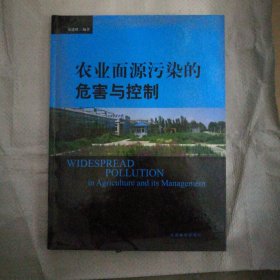 农业面源污染的
危害与控制
WIDESPREAD
POLLUTION
in Agriculture and its Management